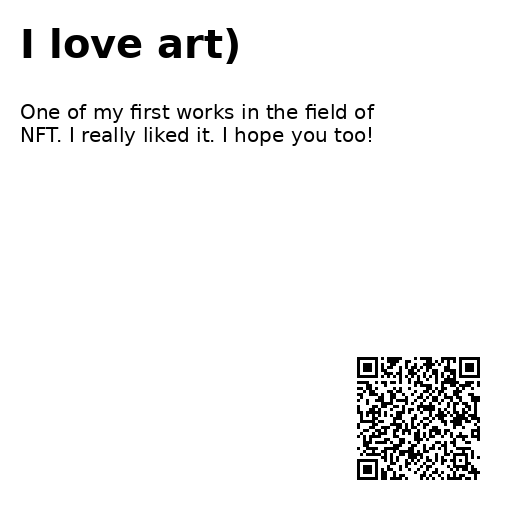 I love art)
One of my first works in the field of
NFT. I really liked it. I hope you too!